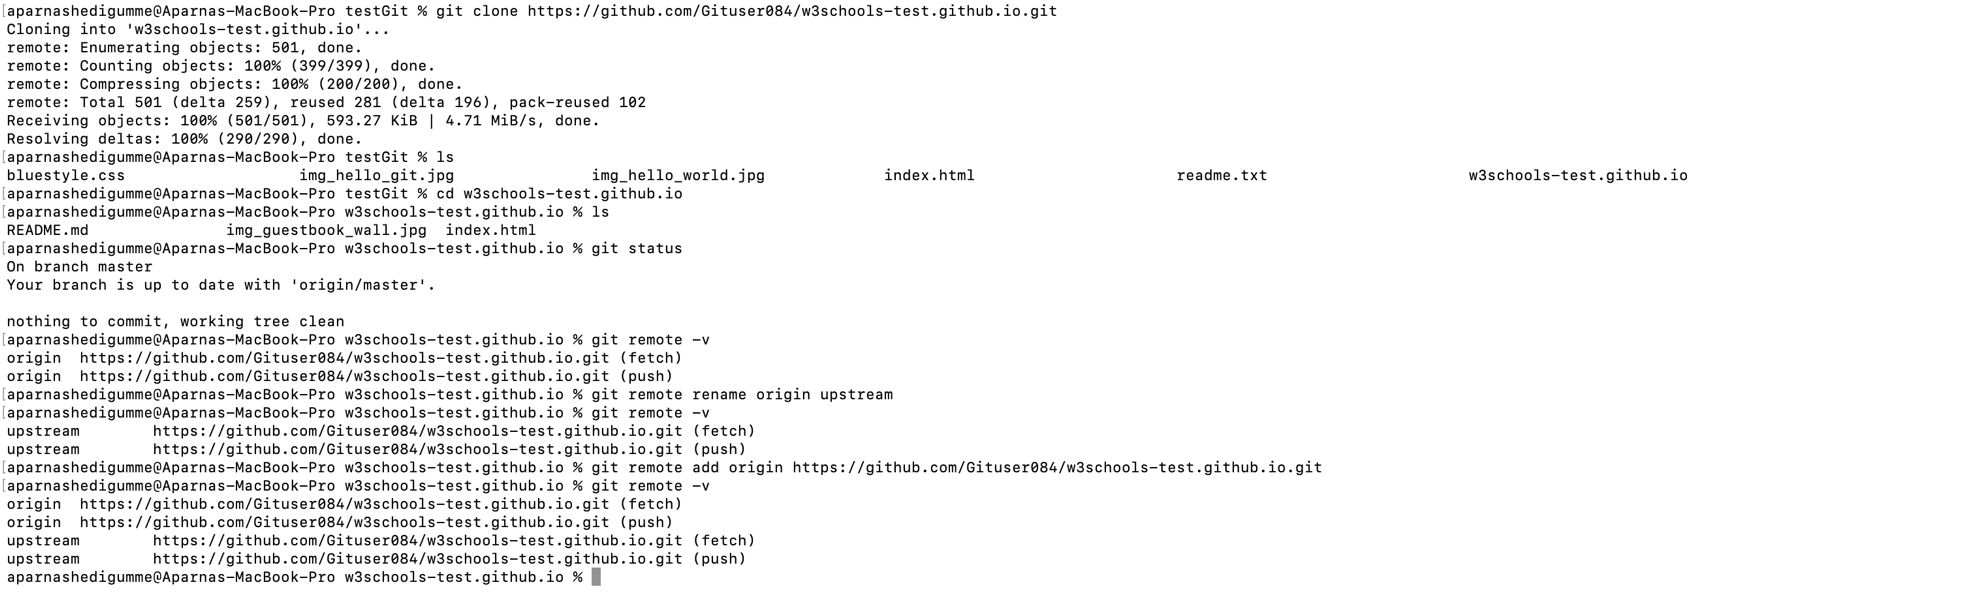 [aparnashedigumme@Aparnas-MacBook-Pro testGit % git clone https://github.com/Gituser084/w3schools-test.github.io.git
Cloning into 'w3schools-test.github.io'...
remote: Enumerating objects: 501, done.
remote: Counting objects: 100% (399/399), done.
remote: Compressing objects: 100% (200/200), done.
remote: Total 501 (delta 259), reused 281 (delta 196), pack-reused 102
Receiving objects: 100% (501/501), 593.27 KiB | 4.71 MiB/s, done.
Resolving deltas: 100% (290/290), done.
[aparnashedigumme@Aparnas-MacBook-Pro testGit % ls
bluestyle.css img_hello_git.jpg img_hello_world.jpg index.html readme.txt w3schools-test.github.io
[aparnashedigumme@Aparnas-MacBook-Pro testGit % cd w3schools-test.github.io
[aparnashedigumme@Aparnas-MacBook-Pro w3schools-test.github.io % ls
README.md img_guestbook_wall.jpg index.html
[aparnashedigumme@Aparnas-MacBook-Pro w3schools-test.github.io % git status
On branch master
Your branch is up to date with 'origin/master'.
nothing to commit, working tree clean
[aparnashedigumme@Aparnas-MacBook-Pro w3schools-test.github.io % git remote -v
origin https://github.com/Gituser084/w3schools-test.github.io.git (fetch)
origin https://github.com/Gituser084/w3schools-test.github.io.git (push)
[aparnashedigumme@Aparnas-MacBook-Pro w3schools-test.github.io % git remote rename origin upstream
[aparnashedigumme@Aparnas-MacBook-Pro w3schools-test.github.io % git remote -v
upstream https://github.com/Gituser084/w3schools-test.github.io.git (fetch)
upstream https://github.com/Gituser084/w3schools-test.github.io.git (push)
[aparnashedigumme@Aparnas-MacBook-Pro w3schools-test.github.io % git remote add origin https://github.com/Gituser084/w3schools-test.github.io.git
[aparnashedigumme@Aparnas-MacBook-Pro w3schools-test.github.io % git remote -v
origin https://github.com/Gituser084/w3schools-test.github.io.git (fetch)
origin https://github.com/Gituser084/w3schools-test.github.io.git (push)
upstream https://github.com/Gituser084/w3schools-test.github.io.git (fetch)
upstream https://github.com/Gituser084/w3schools-test.github.io.git (push)
aparnashedigumme@Aparnas-MacBook-Pro w3schools-test.github.io %